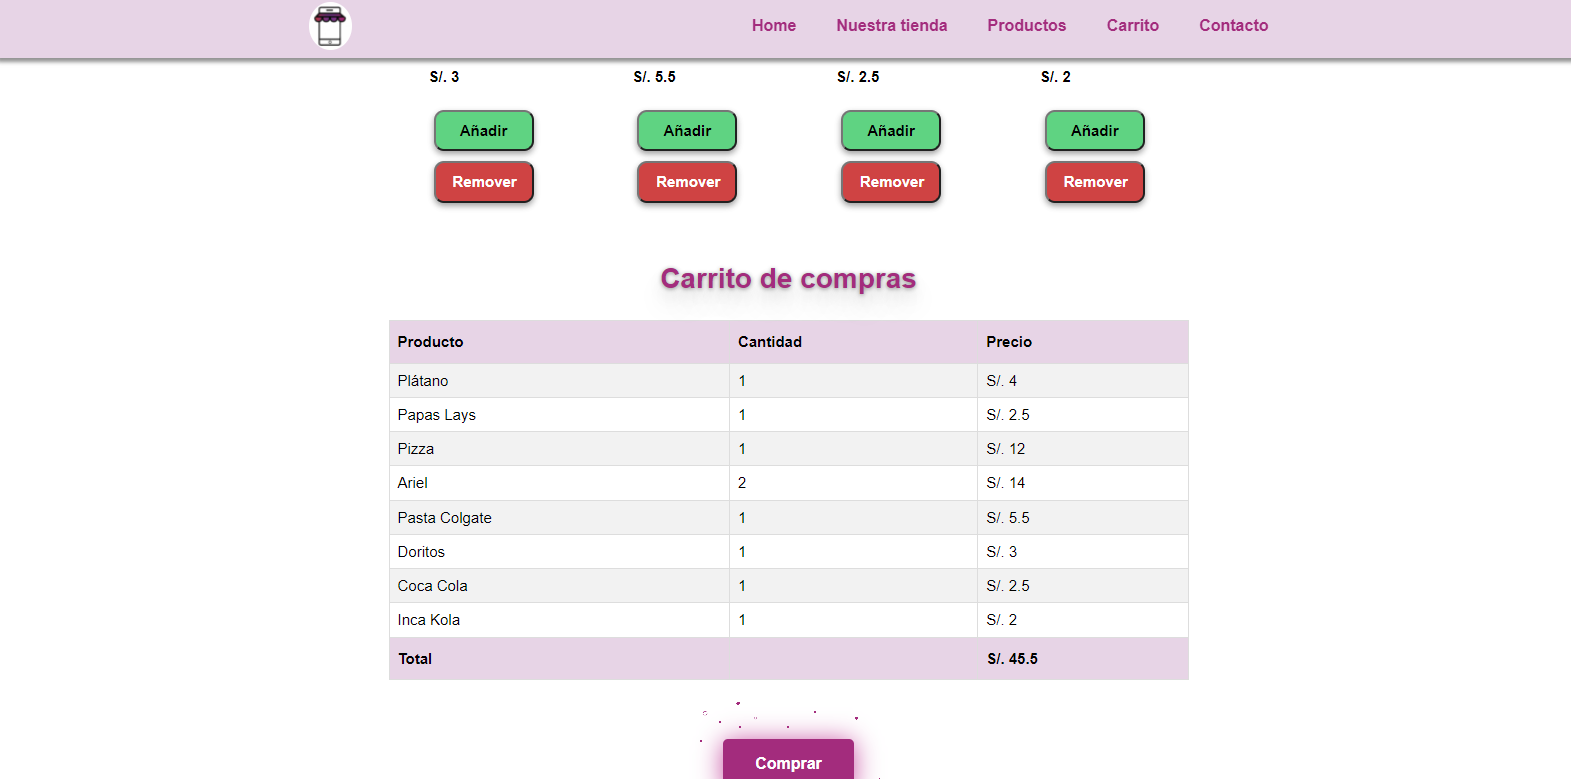 Home Nuestra tienda Productos Carrito Contacto
S/. 3 S/. 5.5 S/. 2.5 S/. 2
Añadir Añadir Añadir Añadir
Remover Remover Remover Remover
Carrito de compras
Producto Cantidad Precio
Plátano 1 S/. 4
Papas Lays 1 S/. 2.5
Pizza 1 S/. 12
Ariel 2 S/. 14
Pasta Colgate 1 S/. 5.5
Doritos 1 S/. 3
Coca Cola 1 S/. 2.5
Inca Kola 1 S/. 2
Total S/. 45.5
Comprar